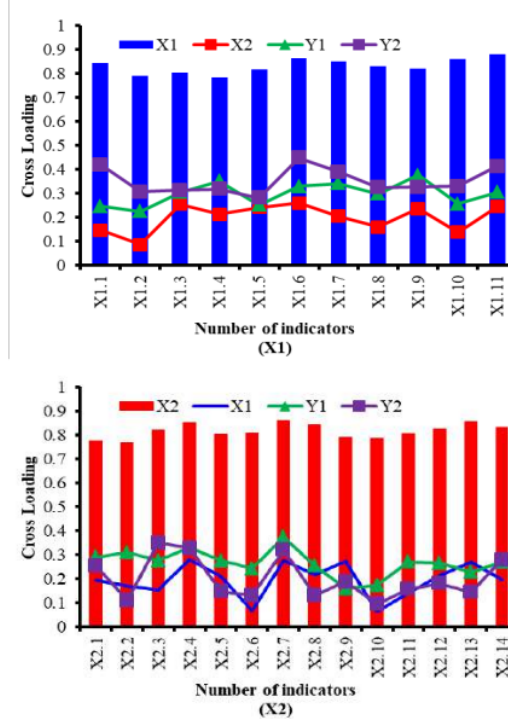 1
0.9
0.8
0.7
0.6
0.5
0.4
0.3
0.2
0.1
0
Cross Loading
X1 X2 Y1 Y2
X1.1 X1.2 X1.3 X1.4 X1.5 X1.6 X1.7 X1.8 X1.9 X1.10 X1.11
Number of indicators
(X1)
1
0.9
0.8
0.7
0.6
0.5
0.4
0.3
0.2
0.1
0
Cross Loading
X2 X1 Y1 Y2
X2.1 X2.2 X2.3 X2.4 X2.5 X2.6 X2.7 X2.8 X2.9 X2.10 X2.11 X2.12 X2.13 X2.14
Number of indicators
(X2)